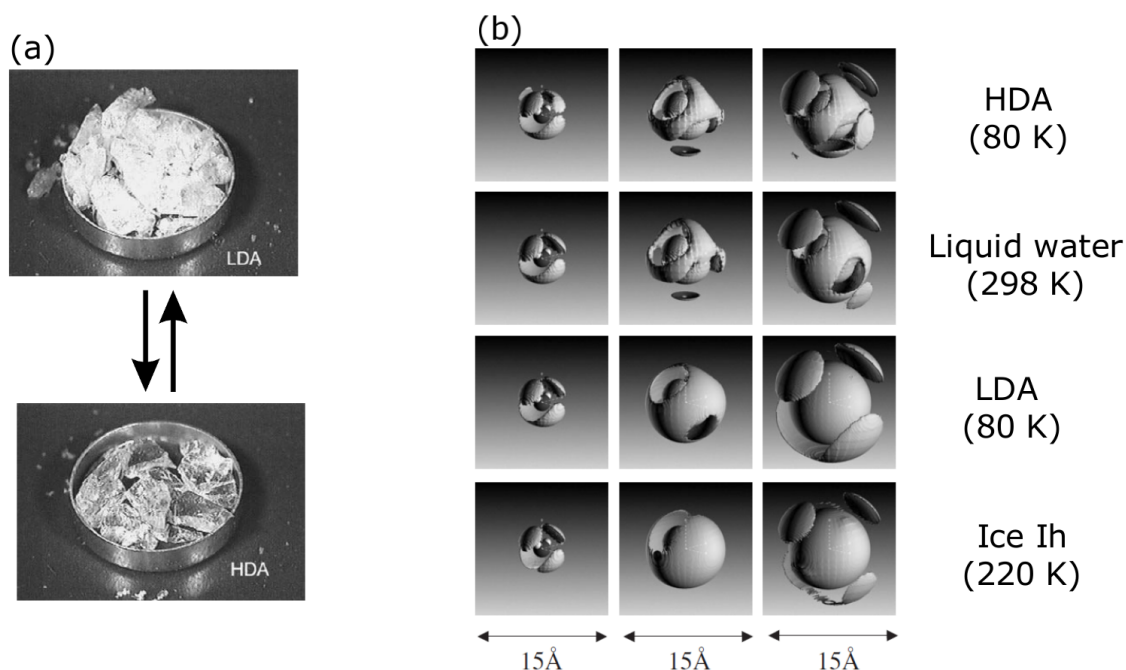 (a)
LDA
HDA
(b)
HDA
(80 K)
Liquid water
(298 K)
LDA
(80 K)
Ice Ih
(220 K)
15Å
15Å
15Å